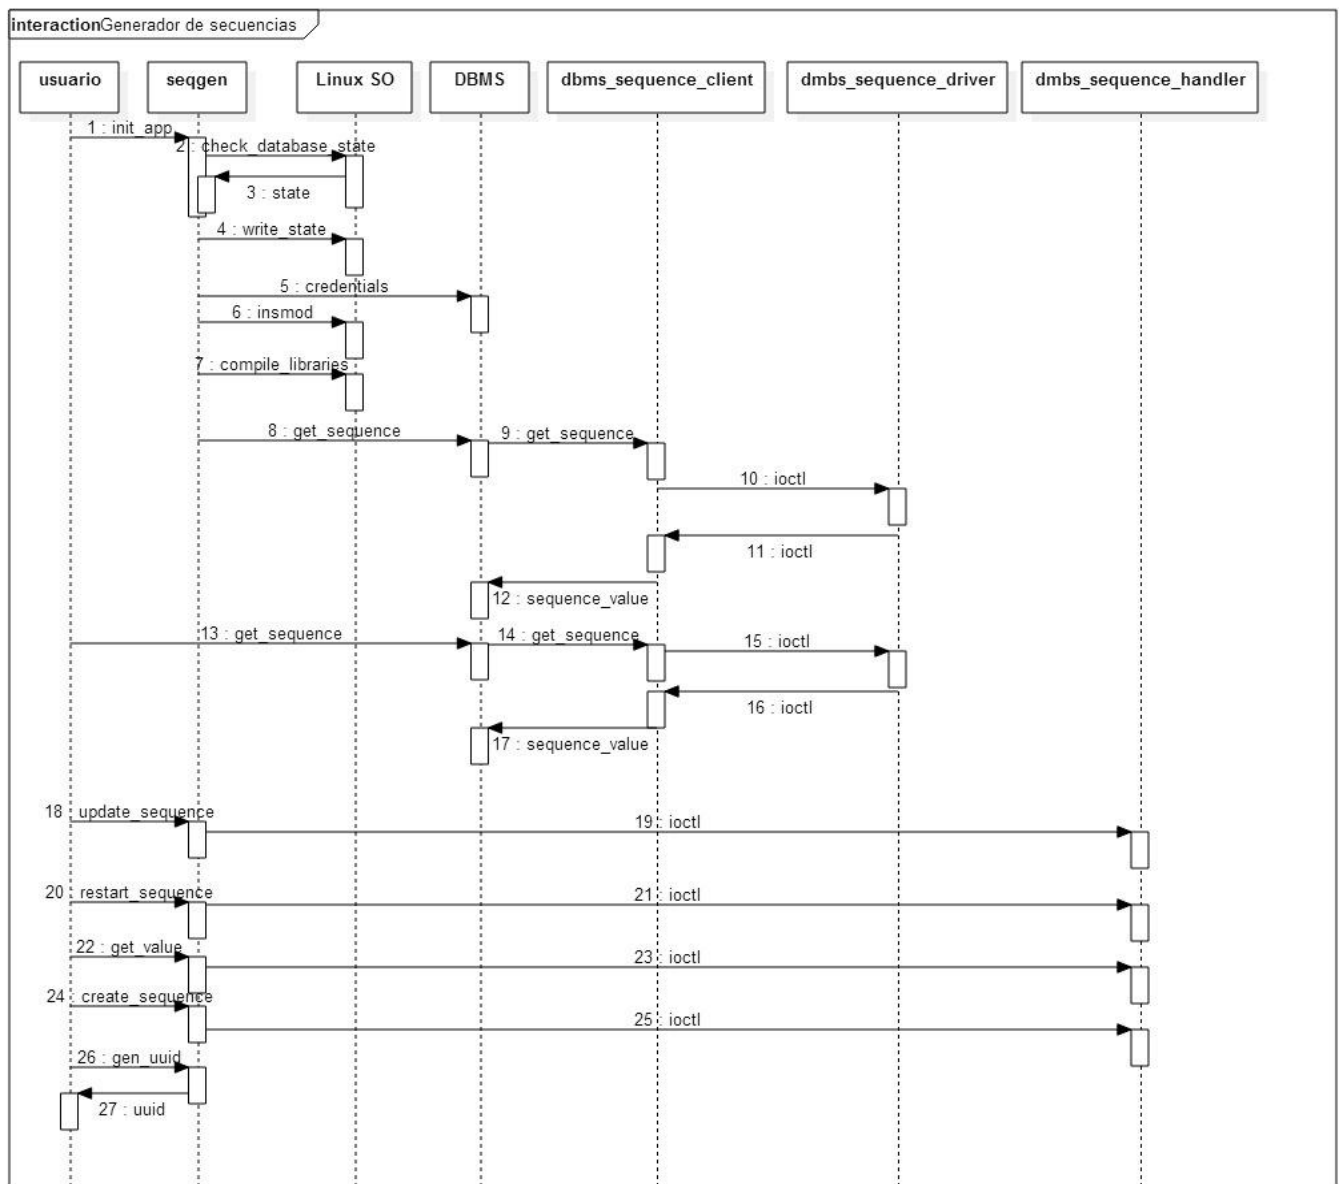 interactionGenerador de secuencias
usuario
seqgen
Linux SO
DBMS
dbms_sequence_client
dmbs_sequence_driver
dmbs_sequence_handler
1 : init_app
2 : check_database_state
3 : state
4 : write_state
5 : credentials
6 : insmod
7 : compile_libraries
8 : get_sequence
9 : get_sequence
10 : ioctl
11 : ioctl
12 : sequence_value
13 : get_sequence
14 : get_sequence
15 : ioctl
16 : ioctl
17 : sequence_value
18 : update_sequence
19 : ioctl
20 : restart_sequence
21 : ioctl
22 : get_value
23 : ioctl
24 : create_sequence
25 : ioctl
26 : gen_uuid
27 : uuid